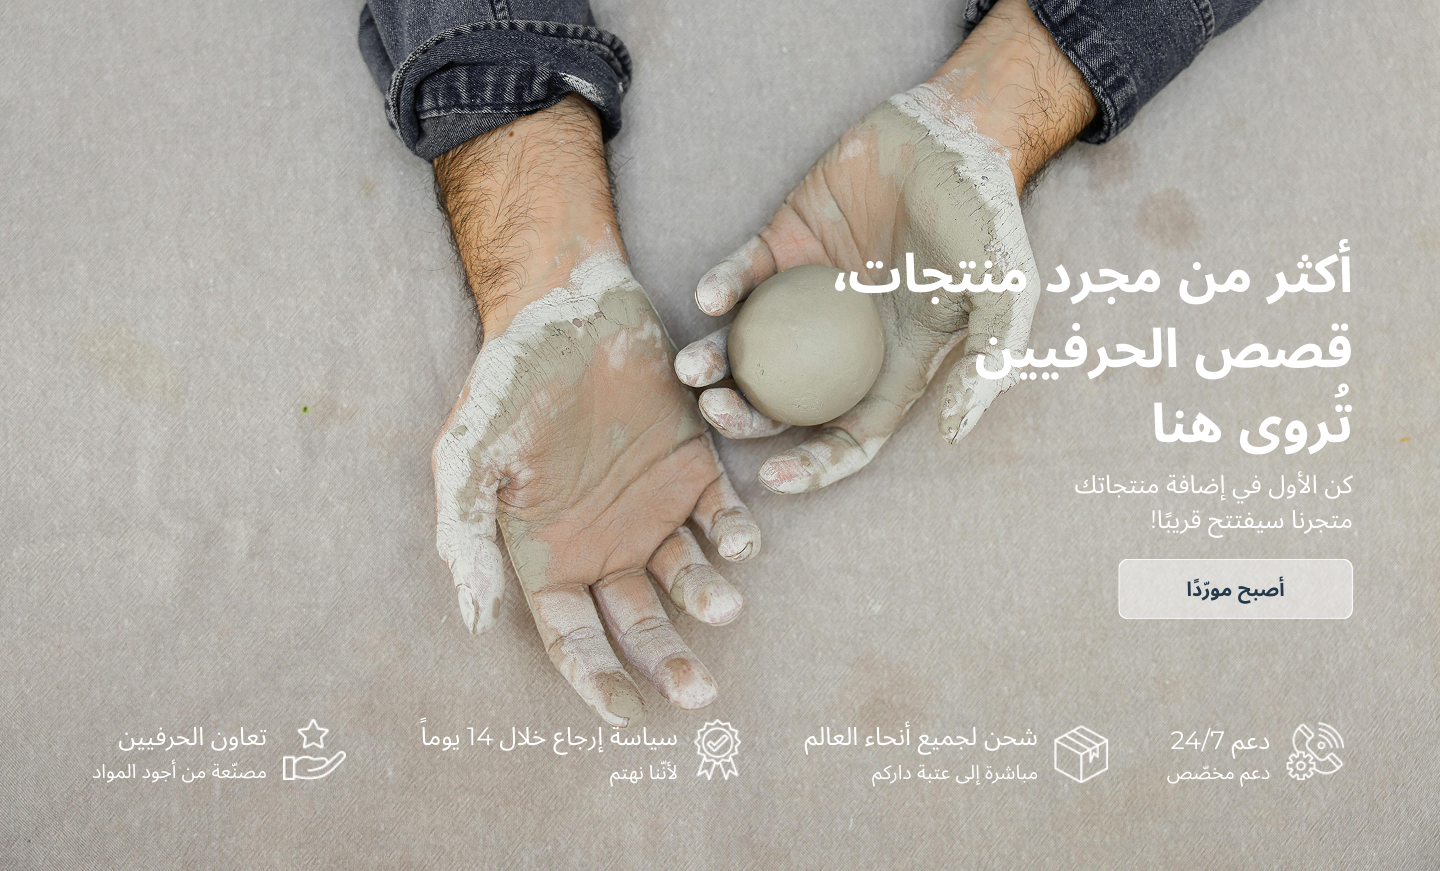 أكثر من مجرد منتجات،
قصص الحرفيين
تُروى هنا
كن الأول في إضافة منتجاتك
متجرنا سيفتتح قريبًا!
أصبح مورّدًا
دعم 24/7
دعم مخصّص
شحن لجميع أنحاء العالم
مباشرة إلى عتبة داركم
سياسة إرجاع خلال 14 يوماً
لأنّنا نهتم
تعاون الحرفيين
مصنّعة من أجود المواد